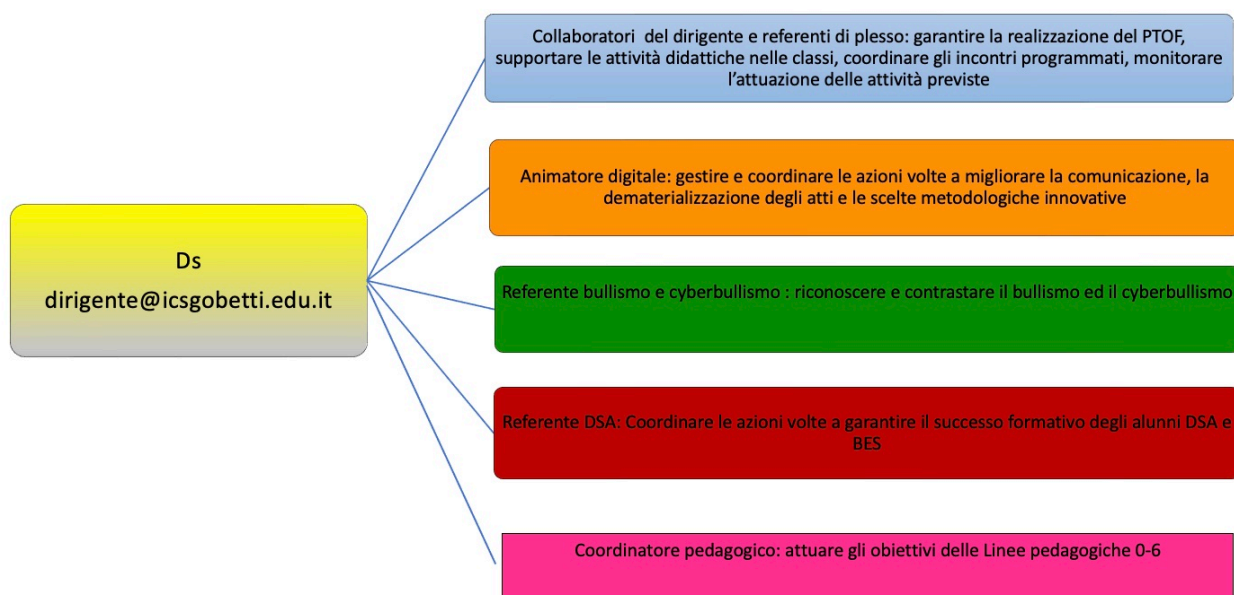 Collaboratori del dirigente e referenti di plesso: garantire la realizzazione del PTOF,
supportare le attività didattiche nelle classi, coordinare gli incontri programmati, monitorare
l’attuazione delle attività previste
Animatore digitale: gestire e coordinare le azioni volte a migliorare la comunicazione, la
dematerializzazione degli atti e le scelte metodologiche innovative
Ds
dirigente@icsgobetti.edu.it
Referente bullismo e cyberbullismo : riconoscere e contrastare il bullismo ed il cyberbullismo
Referente DSA: Coordinare le azioni volte a garantire il successo formativo degli alunni DSA e
BES
Coordinatore pedagogico: attuare gli obiettivi delle Linee pedagogiche 0-6